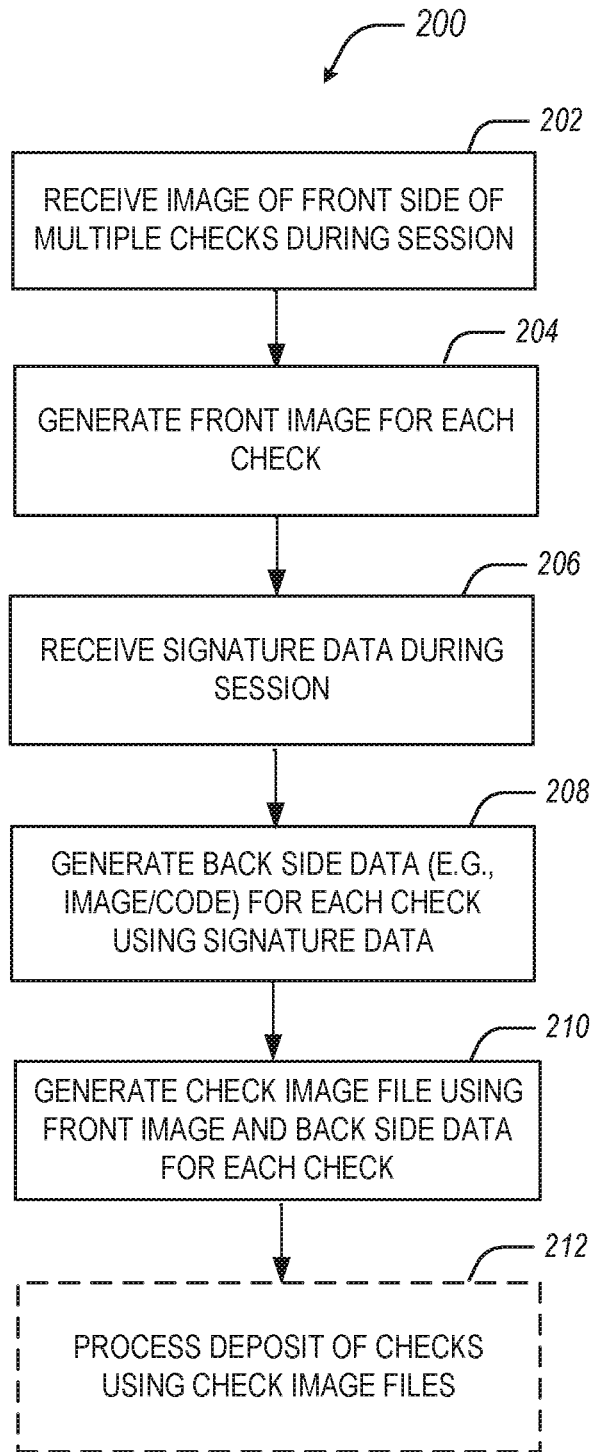 200
202
RECEIVE IMAGE OF FRONT SIDE OF
MULTIPLE CHECKS DURING SESSION
204
GENERATE FRONT IMAGE FOR EACH
CHECK
206
RECEIVE SIGNATURE DATA DURING
SESSION
208
GENERATE BACK SIDE DATA (E.G.,
IMAGE/CODE) FOR EACH CHECK
USING SIGNATURE DATA
210
GENERATE CHECK IMAGE FILE USING
FRONT IMAGE AND BACK SIDE DATA
FOR EACH CHECK
212
PROCESS DEPOSIT OF CHECKS
USING CHECK IMAGE FILES